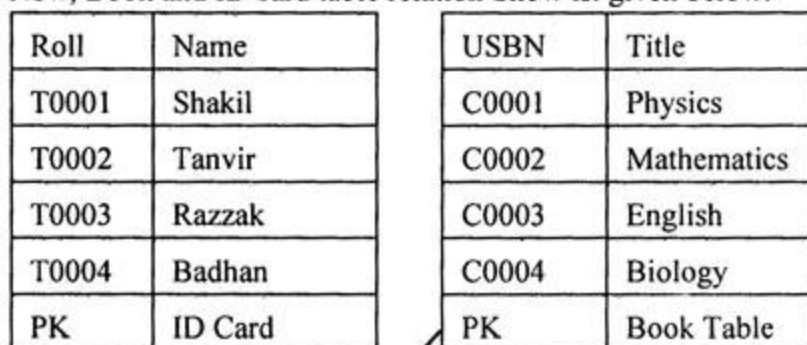 Roll Name USBN Title
T0001 Shakil C0001 Physics
T0002 Tanvir C0002 Mathematics
T0003 Razzak C0003 English
T0004 Badhan C0004 Biology
PK ID Card PK Book Table